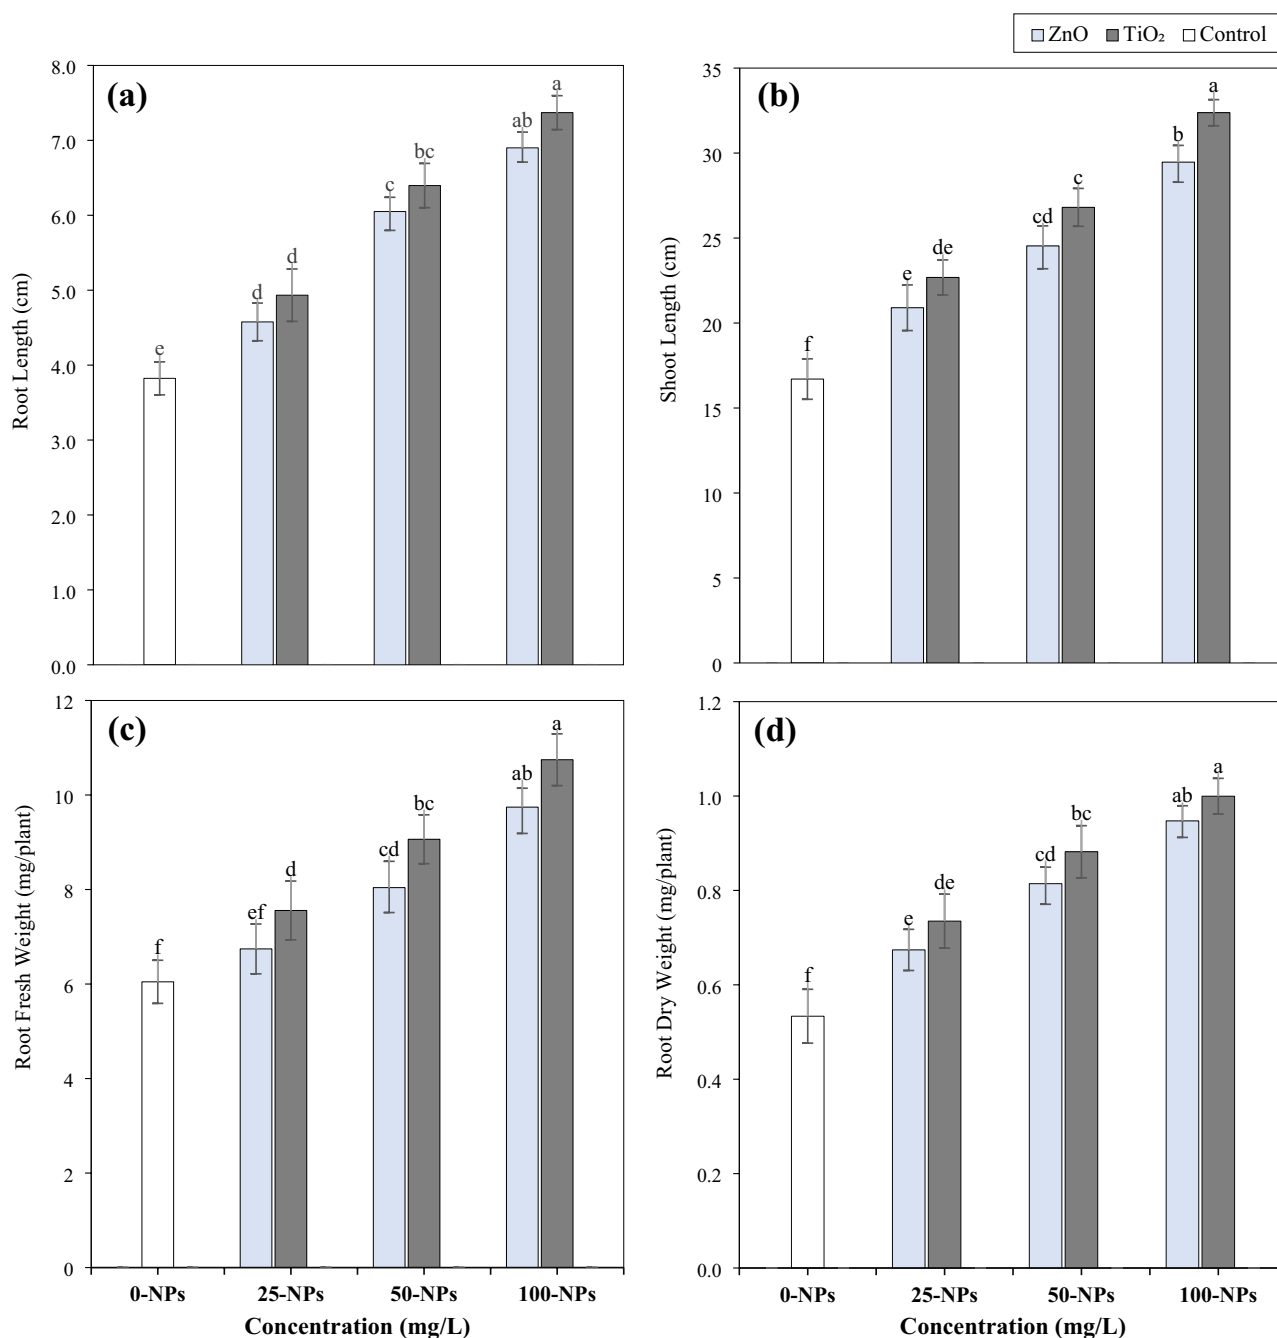 ZnO TiO₂ Control
(a)
Root Length (cm)
8.0
7.0
6.0
5.0
4.0
3.0
2.0
1.0
0.0
e
d
d
c
bc
ab
a
(b)
Shoot Length (cm)
35
30
25
20
15
10
5
0
f
e
de
cd
c
b
a
(c)
Root Fresh Weight (mg/plant)
12
10
8
6
4
2
0
f
ef
d
cd
bc
ab
a
0-NPs 25-NPs 50-NPs 100-NPs
Concentration (mg/L)
(d)
Root Dry Weight (mg/plant)
1.2
1.0
0.8
0.6
0.4
0.2
0.0
f
e
de
cd
bc
ab
a
0-NPs 25-NPs 50-NPs 100-NPs
Concentration (mg/L)